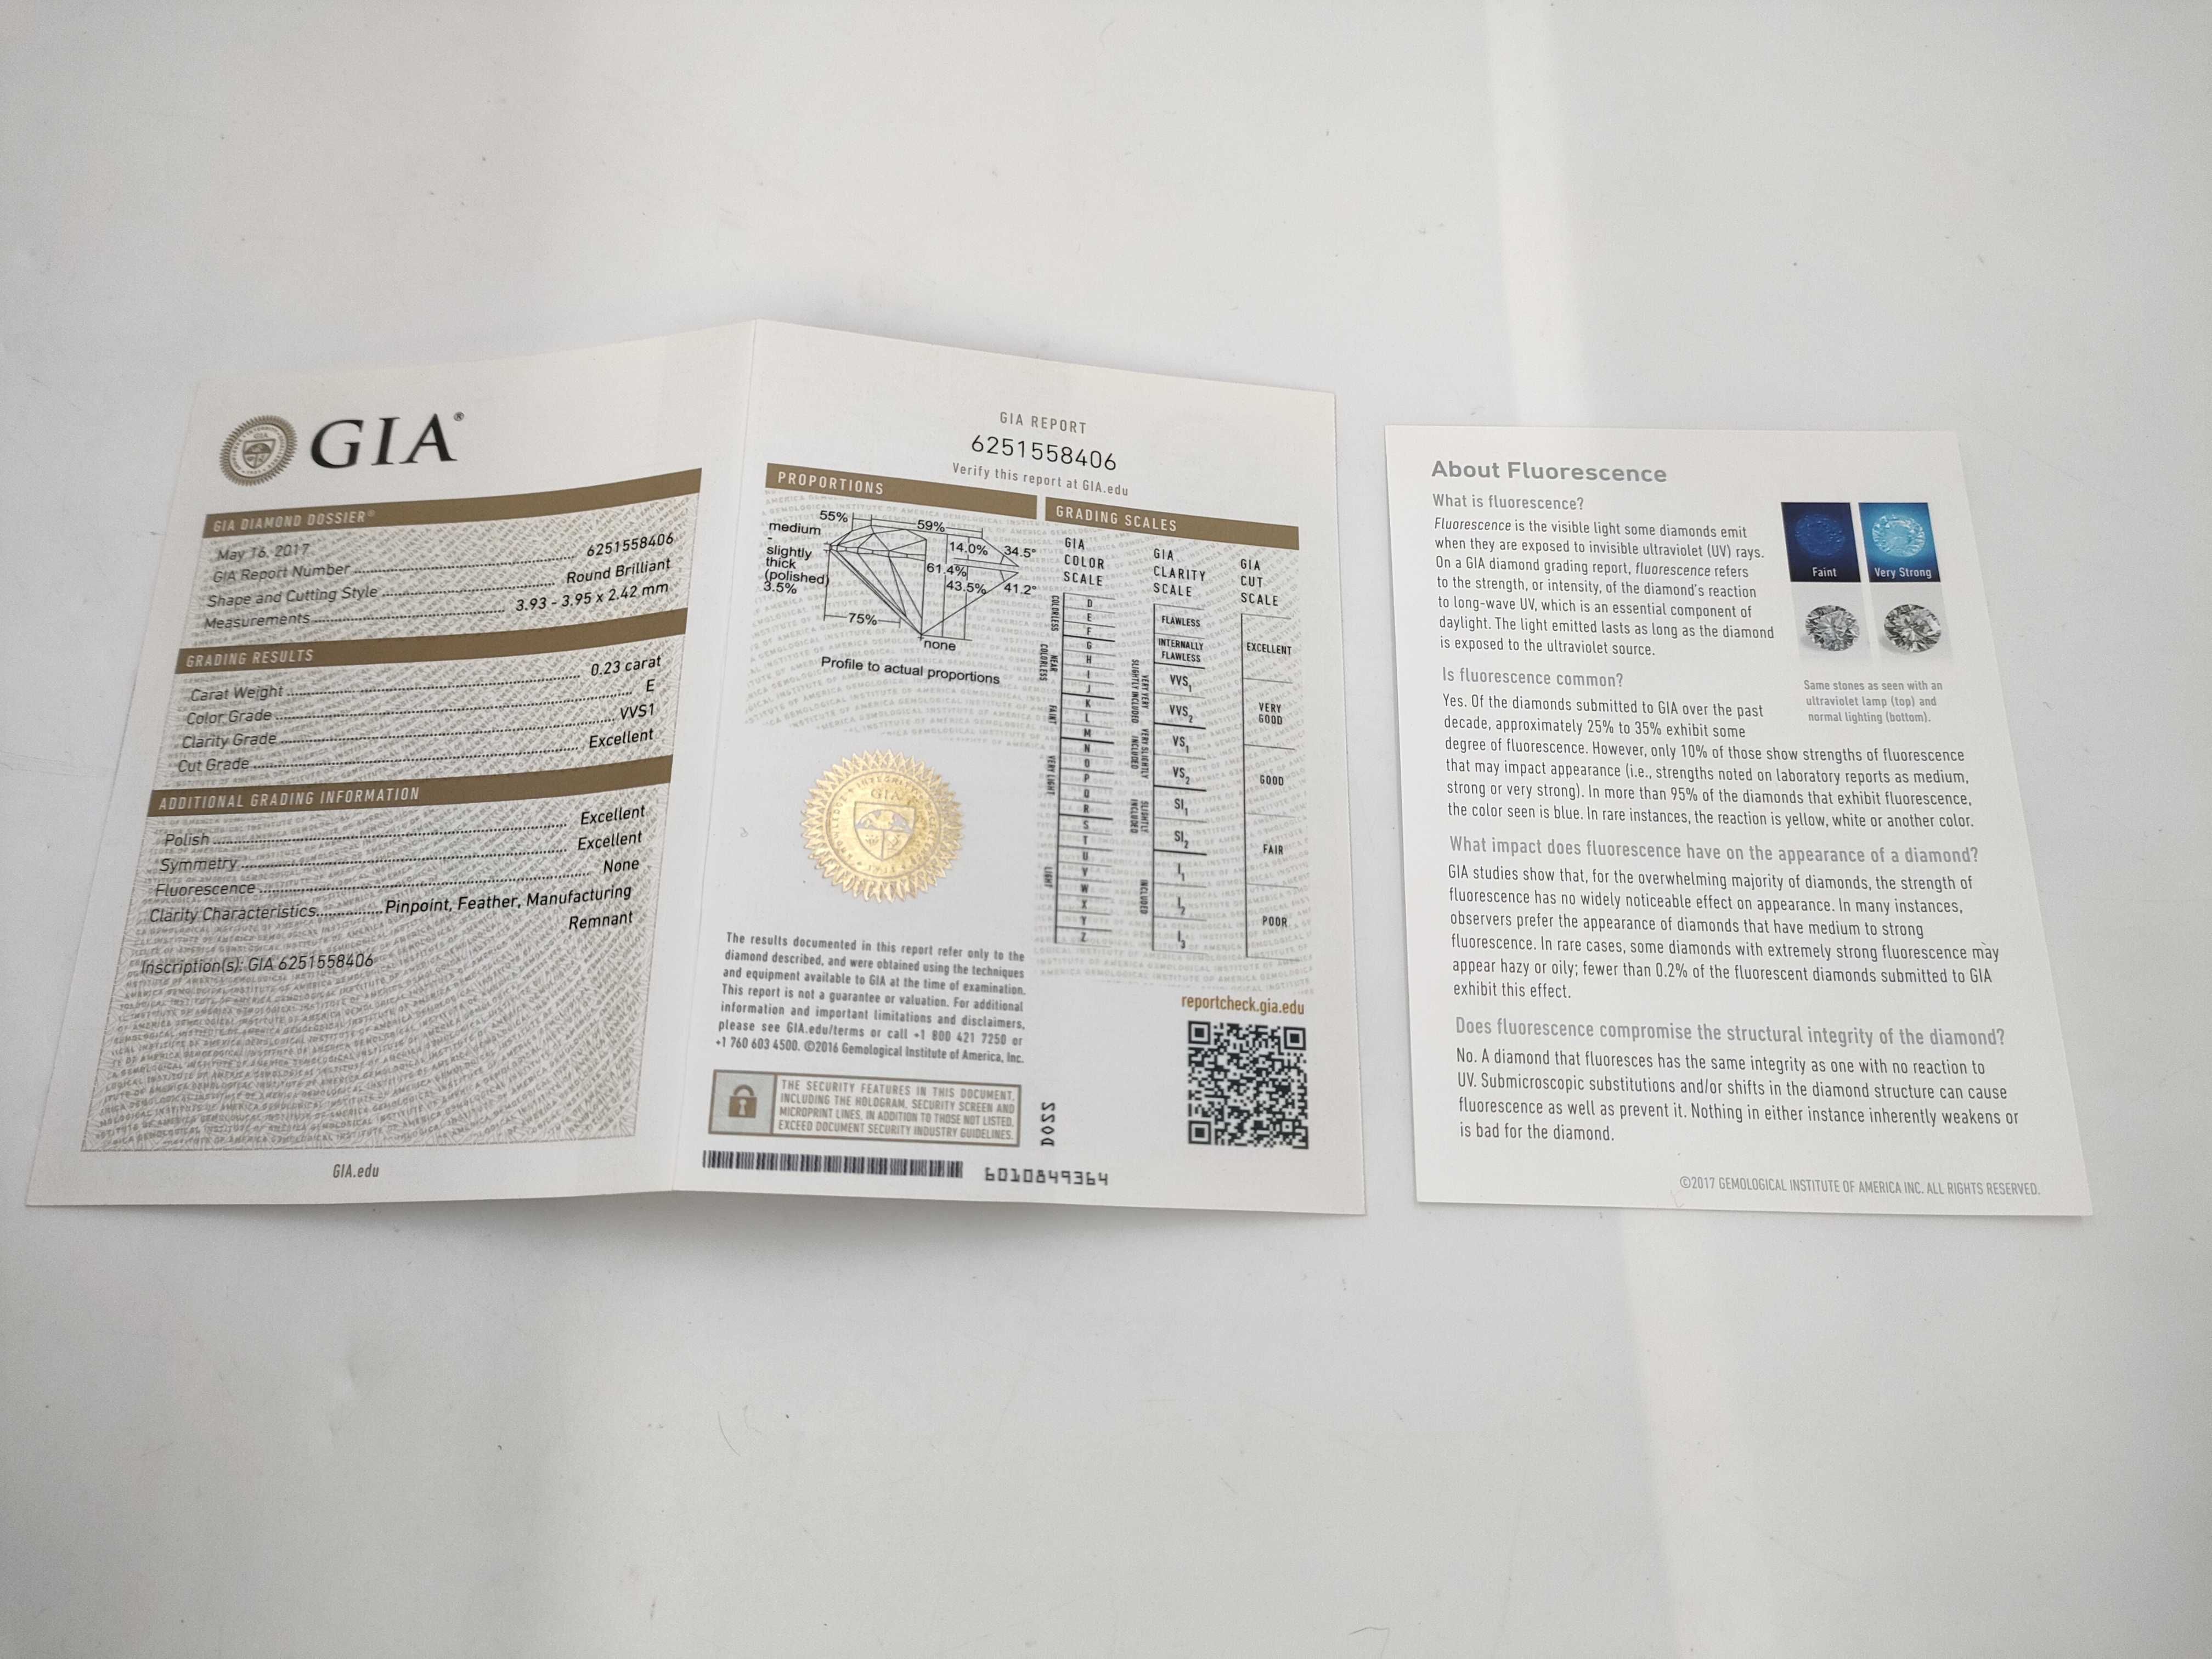 GIA®
GIA DIAMOND DOSSIER®
May 16, 2017
GIA Report Number 6251558406
Shape and Cutting Style Round Brilliant
Measurements 3.93 - 3.95 x 2.42 mm
GRADING RESULTS
Carat Weight 0.23 carat
Color Grade E
Clarity Grade VVS1
Cut Grade Excellent
ADDITIONAL GRADING INFORMATION
Polish Excellent
Symmetry Excellent
Fluorescence None
Clarity Characteristics Pinpoint, Feather, Manufacturing
Remnant
Inscription(s): GIA 6251558406
GIA.edu
GIA REPORT
6251558406
Verify this report at GIA.edu
PROPORTIONS
55%
59%
medium
-
slightly
thick
(polished)
3.5%
14.0%
34.5°
61.4%
43.5%
41.2°
75%
none
Profile to actual proportions
GRADING SCALES
GIA
COLOR
SCALE
COLORLESS
D
E
F
NEAR
COLORLESS
G
H
I
J
FAINT
K
L
M
VERY LIGHT
N
O
P
Q
R
LIGHT
S
T
U
V
W
X
Y
Z
GIA
CLARITY
SCALE
FLAWLESS
INTERNALLY
FLAWLESS
VERY VERY
SLIGHTLY INCLUDED
VVS1
VVS2
VERY SLIGHTLY
INCLUDED
VS1
VS2
SLIGHTLY
INCLUDED
SI1
SI2
INCLUDED
I1
I2
I3
GIA
CUT
SCALE
EXCELLENT
VERY
GOOD
GOOD
FAIR
POOR
The results documented in this report refer only to the
diamond described, and were obtained using the techniques
and equipment available to GIA at the time of examination.
This report is not a guarantee or valuation. For additional
information and important limitations and disclaimers,
please see GIA.edu/terms or call +1 800 421 7250 or
+1 760 603 4500. ©2016 Gemological Institute of America, Inc.
THE SECURITY FEATURES IN THIS DOCUMENT,
INCLUDING THE HOLOGRAM, SECURITY SCREEN AND
MICROPRINT LINES, IN ADDITION TO THOSE NOT LISTED,
EXCEED DOCUMENT SECURITY INDUSTRY GUIDELINES.
DOSS
6010849364
reportcheck.gia.edu
About Fluorescence
What is fluorescence?
Fluorescence is the visible light some diamonds emit
when they are exposed to invisible ultraviolet (UV) rays.
On a GIA diamond grading report, fluorescence refers
to the strength, or intensity, of the diamond's reaction
to long-wave UV, which is an essential component of
daylight. The light emitted lasts as long as the diamond
is exposed to the ultraviolet source.
Faint
Very Strong
Same stones as seen with an
ultraviolet lamp (top) and
normal lighting (bottom).
Is fluorescence common?
Yes. Of the diamonds submitted to GIA over the past
decade, approximately 25% to 35% exhibit some
degree of fluorescence. However, only 10% of those show strengths of fluorescence
that may impact appearance (i.e., strengths noted on laboratory reports as medium,
strong or very strong). In more than 95% of the diamonds that exhibit fluorescence,
the color seen is blue. In rare instances, the reaction is yellow, white or another color.
What impact does fluorescence have on the appearance of a diamond?
GIA studies show that, for the overwhelming majority of diamonds, the strength of
fluorescence has no widely noticeable effect on appearance. In many instances,
observers prefer the appearance of diamonds that have medium to strong
fluorescence. In rare cases, some diamonds with extremely strong fluorescence may
appear hazy or oily; fewer than 0.2% of the fluorescent diamonds submitted to GIA
exhibit this effect.
Does fluorescence compromise the structural integrity of the diamond?
No. A diamond that fluoresces has the same integrity as one with no reaction to
UV. Submicroscopic substitutions and/or shifts in the diamond structure can cause
fluorescence as well as prevent it. Nothing in either instance inherently weakens or
is bad for the diamond.
©2017 GEMOLOGICAL INSTITUTE OF AMERICA INC. ALL RIGHTS RESERVED.